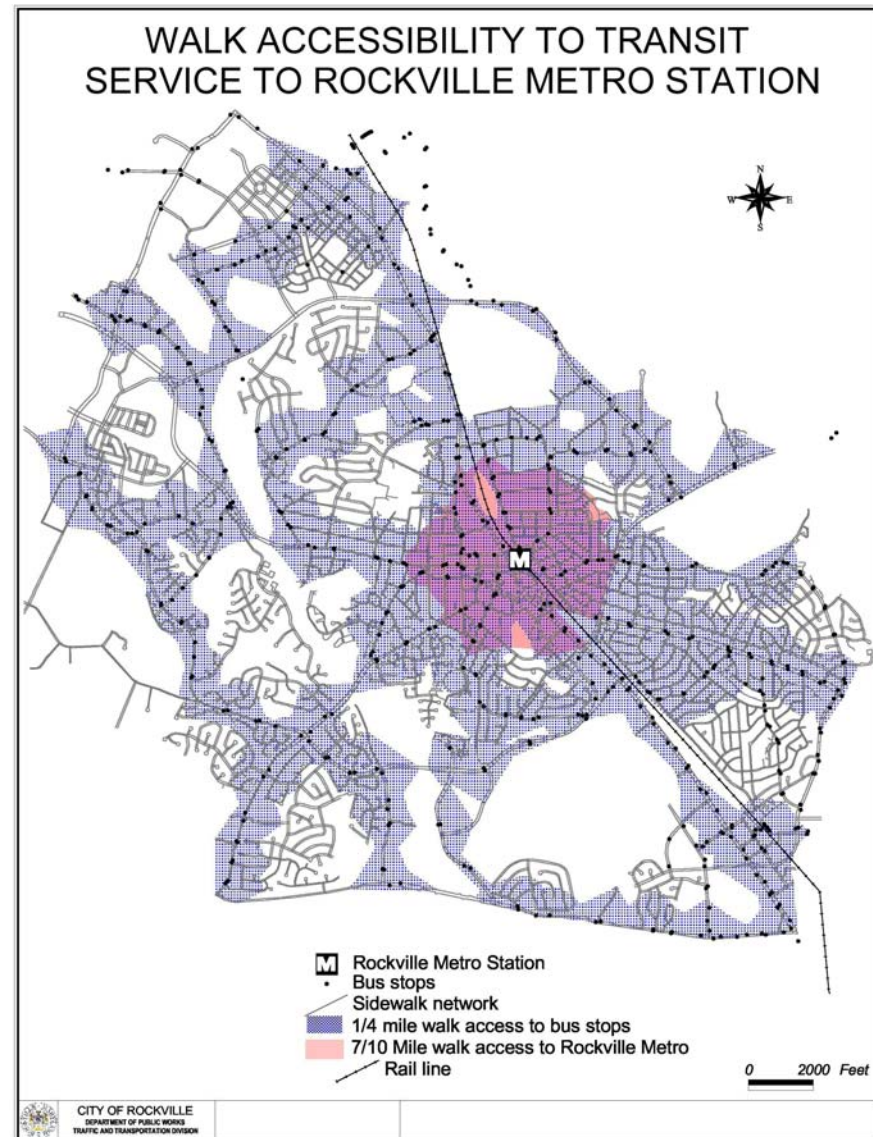 WALK ACCESSIBILITY TO TRANSIT
SERVICE TO ROCKVILLE METRO STATION
N
W E
S
M
M Rockville Metro Station
Bus stops
Sidewalk network
1/4 mile walk access to bus stops
7/10 Mile walk access to Rockville Metro
Rail line
0 2000 Feet
CITY OF ROCKVILLE
DEPARTMENT OF PUBLIC WORKS
TRAFFIC AND TRANSPORTATION DIVISION